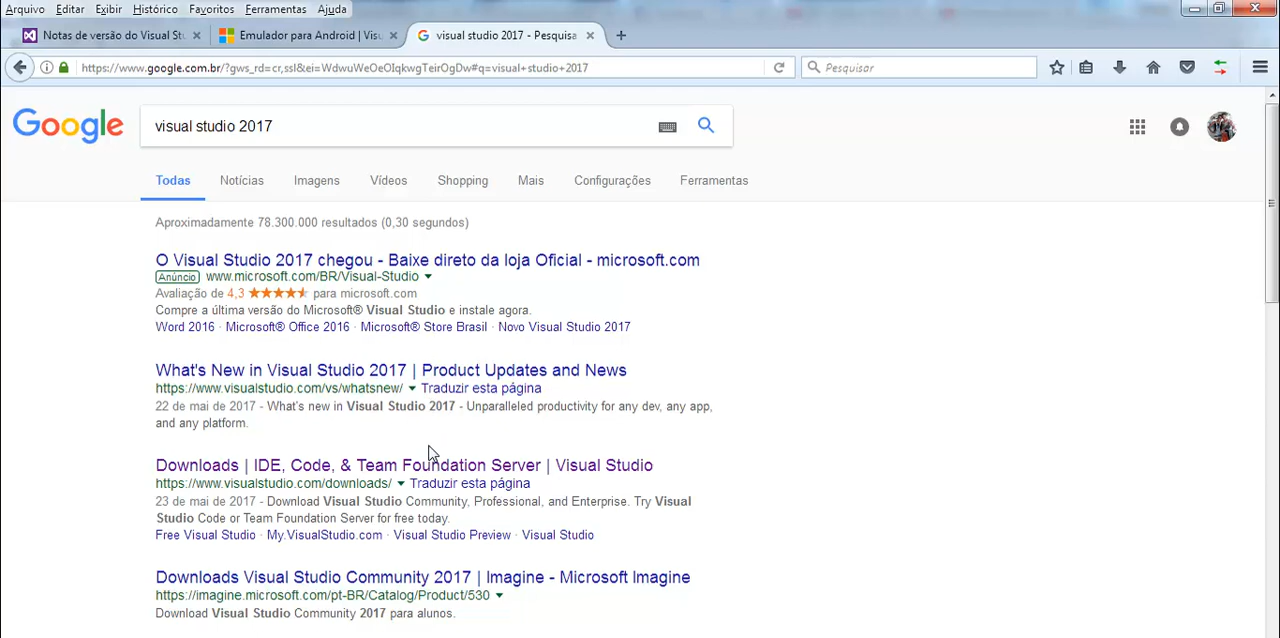 Arquivo Editar Exibir Histórico Favoritos Ferramentas Ajuda
Notas de versão do Visual Stu Emulador para Android | Visu visual studio 2017 - Pesquisa
https://www.google.com.br/?gws_rd=cr,ssl&ei=WdwuWeOeOIqkwgTeirOgDw#q=visual+studio+2017 Pesquisar
Google visual studio 2017
Todas Notícias Imagens Vídeos Shopping Mais Configurações Ferramentas
Aproximadamente 78.300.000 resultados (0,30 segundos)
O Visual Studio 2017 chegou - Baixe direto da loja Oficial - microsoft.com
Anúncio www.microsoft.com/BR/Visual-Studio
Avaliação de 4,3 para microsoft.com
Compre a última versão do Microsoft® Visual Studio e instale agora.
Word 2016 · Microsoft® Office 2016 · Microsoft® Store Brasil · Novo Visual Studio 2017
What's New in Visual Studio 2017 | Product Updates and News
https://www.visualstudio.com/vs/whatsnew/ Traduzir esta página
22 de mai de 2017 - What's new in Visual Studio 2017 - Unparalleled productivity for any dev, any app,
and any platform.
Downloads | IDE, Code, & Team Foundation Server | Visual Studio
https://www.visualstudio.com/downloads/ Traduzir esta página
23 de mai de 2017 - Download Visual Studio Community, Professional, and Enterprise. Try Visual
Studio Code or Team Foundation Server for free today.
Free Visual Studio · My.VisualStudio.com · Visual Studio Preview · Visual Studio
Downloads Visual Studio Community 2017 | Imagine - Microsoft Imagine
https://imagine.microsoft.com/pt-BR/Catalog/Product/530
Download Visual Studio Community 2017 para alunos.